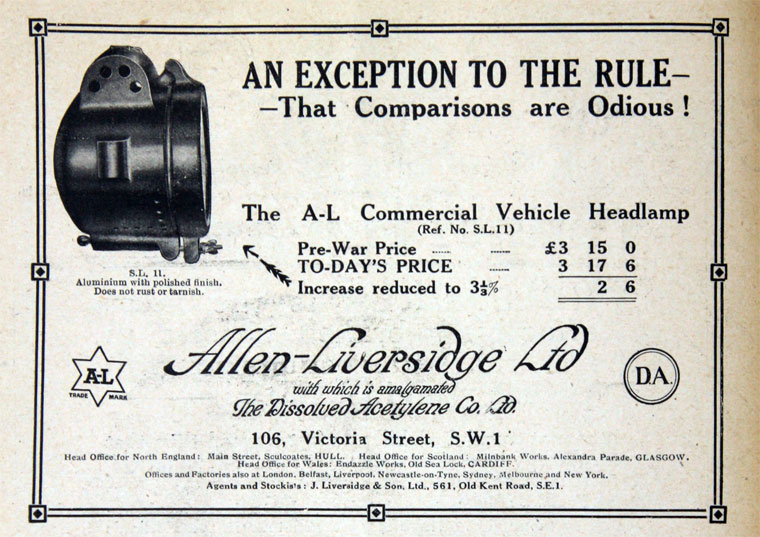 AN EXCEPTION TO THE RULE—
—That Comparisons are Odious!
The A-L Commercial Vehicle Headlamp
(Ref. No. S.L.11)
Pre-War Price ...... £3 15 0
TO-DAY'S PRICE ...... 3 17 6
Increase reduced to 3⅓% 2 6
S.L. 11.
Aluminium with polished finish.
Does not rust or tarnish.
Allen-Liversidge Ltd
with which is amalgamated
The Dissolved Acetylene Co. Ltd.
A-L
TRADE MARK
D.A.
106, Victoria Street, S.W.1
Head Office for North England: Main Street, Sculcoates, HULL. Head Office for Scotland: Milnbank Works, Alexandra Parade, GLASGOW.
Head Office for Wales: Endazzle Works, Old Sea Lock, CARDIFF.
Offices and Factories also at London, Belfast, Liverpool, Newcastle-on-Tyne, Sydney, Melbourne and New York.
Agents and Stockists: J. Liversidge & Son, Ltd., 561, Old Kent Road, S.E.1.